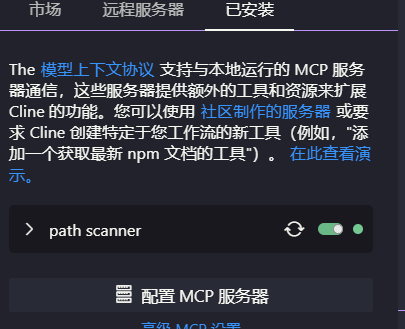 市场 远程服务器 已安装
The 模型上下文协议 支持与本地运行的 MCP 服务
器通信，这些服务器提供额外的工具和资源来扩展
Cline 的功能。您可以使用 社区制作的服务器 或要
求 Cline 创建特定于您工作流的新工具（例如，"添
加一个获取最新 npm 文档的工具"）。 在此查看演
示。
path scanner
配置 MCP 服务器
高级 MCP 设置